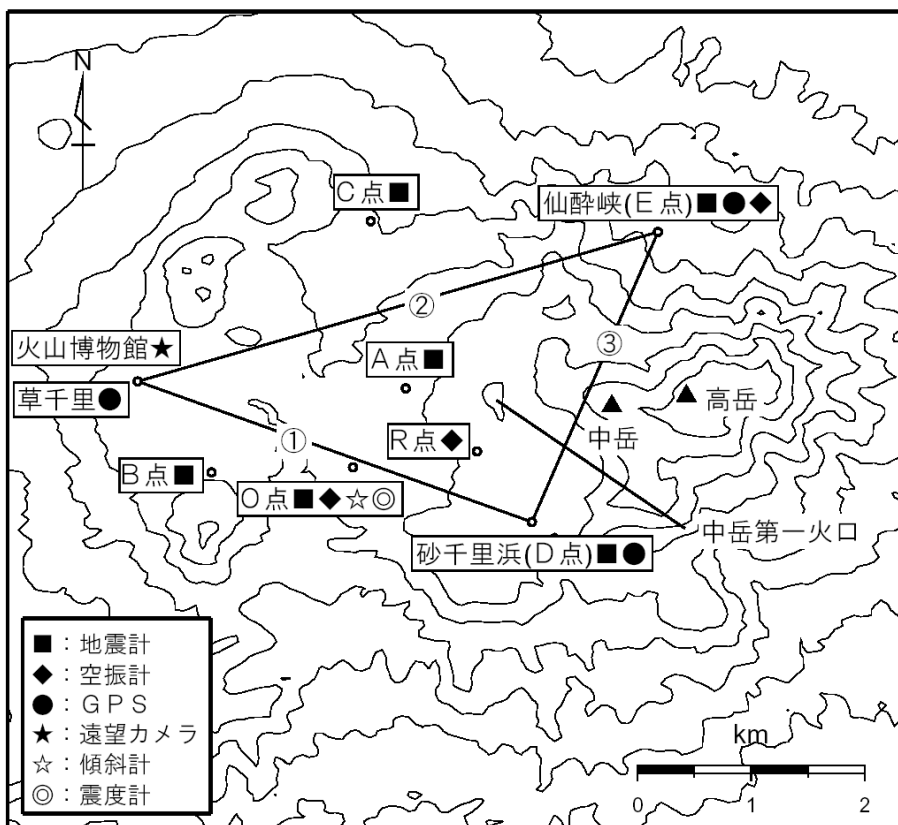 N
C点■
仙酔峡(E点)■●◆
②
③
火山博物館★
A点■
草千里●
高岳
中岳
①
R点◆
B点■
O点■◆☆◎
中岳第一火口
砂千里浜(D点)■●
■：地震計
◆：空振計
●：GPS
★：遠望カメラ
☆：傾斜計
◎：震度計
km
0 1 2